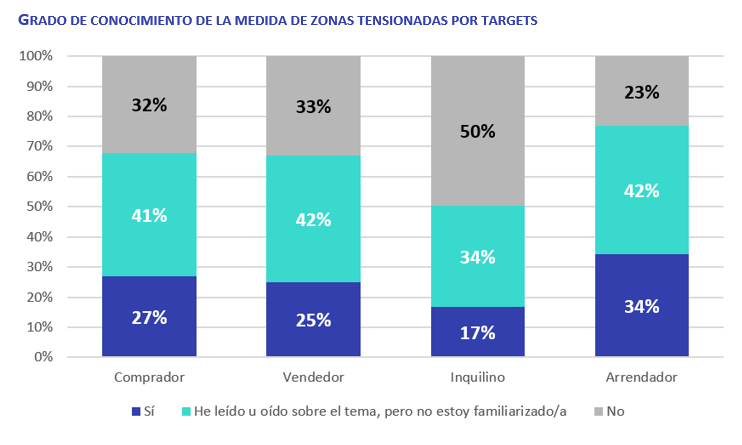 GRADO DE CONOCIMIENTO DE LA MEDIDA DE ZONAS TENSIONADAS POR TARGETS
100%
90%
80%
70%
60%
50%
40%
30%
20%
10%
0%
32%
33%
50%
23%
41%
42%
34%
42%
27%
25%
17%
34%
Comprador
Vendedor
Inquilino
Arrendador
Sí
He leído u oído sobre el tema, pero no estoy familiarizado/a
No